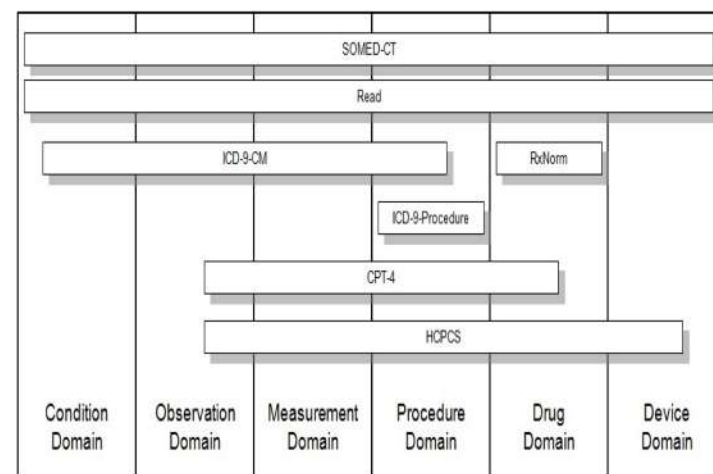 SOMED-CT
Read
ICD-9-CM
RxNorm
ICD-9-Procedure
CPT-4
HCPCS
Condition Domain
Observation Domain
Measurement Domain
Procedure Domain
Drug Domain
Device Domain